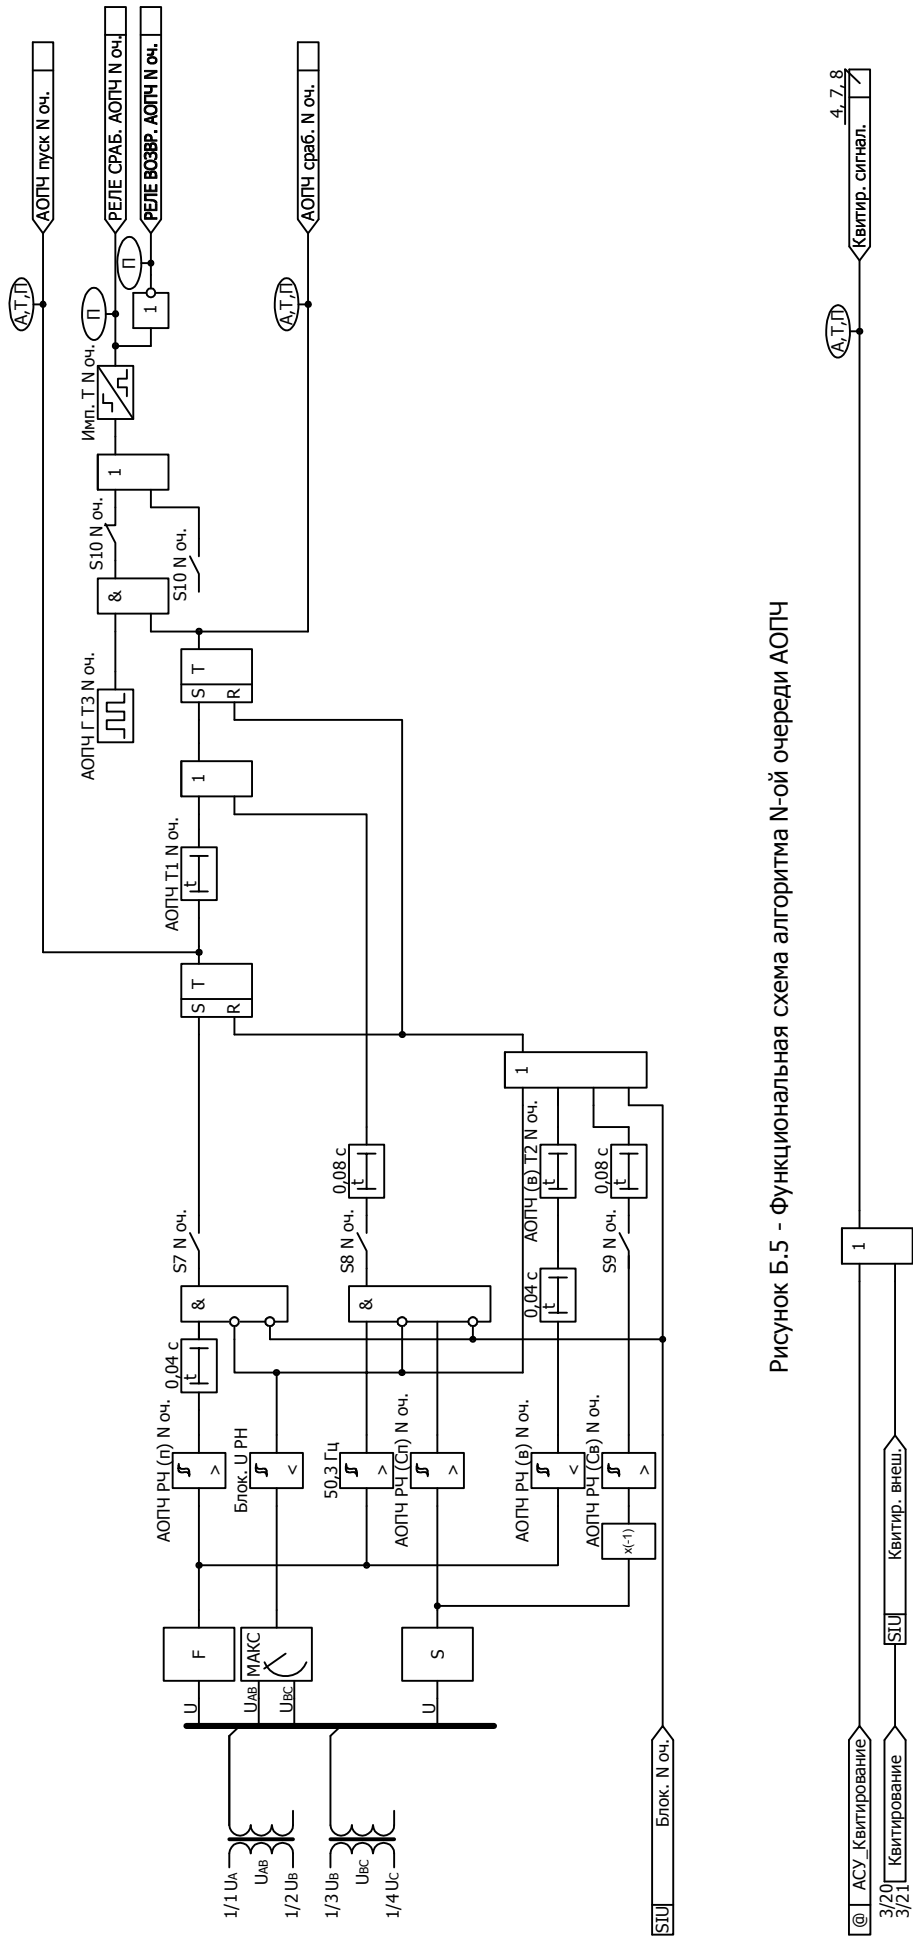 1/1 UA
UAB
1/2 UB
1/3 UB
UBC
1/4 UC
U
UAB
UBC
U
F
МАКС
S
АОПЧ РЧ (п) N оч.
>
Блок. U РН
<
50,3 Гц
>
АОПЧ РЧ (Сп) N оч.
>
АОПЧ РЧ (в) N оч.
<
АОПЧ РЧ (Св) N оч.
>
x(-1)
0,04 с
t
&
S7 N оч.
&
S8 N оч.
0,08 с
t
0,04 с
t
АОПЧ (в) Т2 N оч.
t
S9 N оч.
0,08 с
t
1
S T
R
АОПЧ Т1 N оч.
t
1
S T
R
АОПЧ Г Т3 N оч.
&
S10 N оч.
S10 N оч.
1
Имп. Т N оч.
1
А,Т,П
П
П
А,Т,П
АОПЧ пуск N оч.
РЕЛЕ СРАБ. АОПЧ N оч.
РЕЛЕ ВОЗВР. АОПЧ N оч.
АОПЧ сраб. N оч.
SIU
Блок. N оч.
Рисунок Б.5 - Функциональная схема алгоритма N-ой очереди АОПЧ
@ АСУ_Квитирование
3/20
3/21
Квитирование
SIU
Квитир. внеш.
1
А,Т,П
Квитир. сигнал.
4, 7, 8